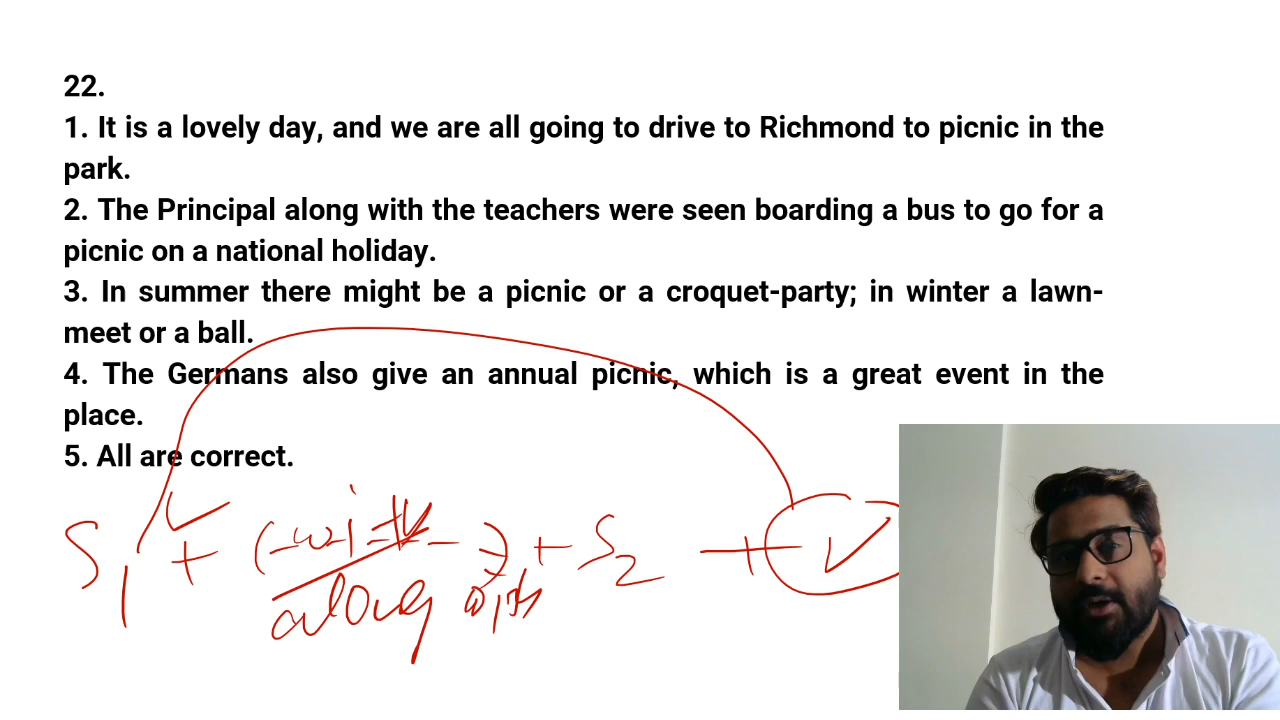 22.
1. It is a lovely day, and we are all going to drive to Richmond to picnic in the
park.
2. The Principal along with the teachers were seen boarding a bus to go for a
picnic on a national holiday.
3. In summer there might be a picnic or a croquet-party; in winter a lawn-
meet or a ball.
4. The Germans also give an annual picnic, which is a great event in the
place.
5. All are correct.
S1 + (-with-) + S2 + V
along with